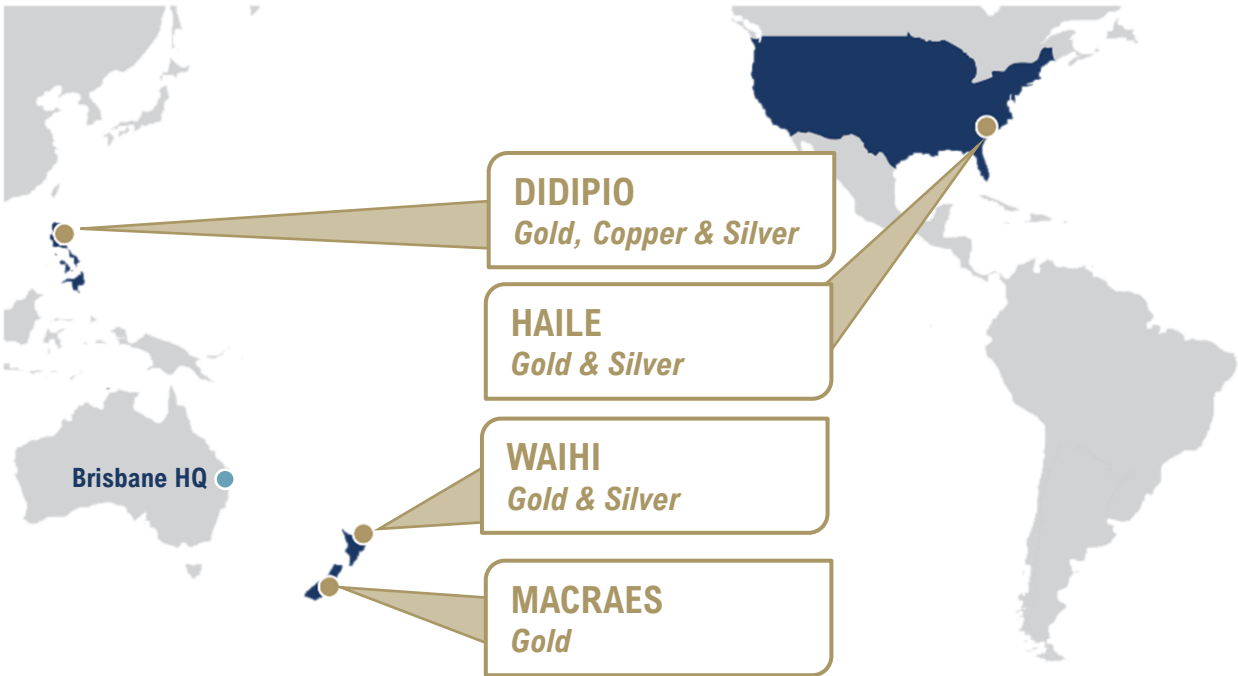 DIDIPIO
Gold, Copper & Silver
HAILE
Gold & Silver
WAIHI
Gold & Silver
Brisbane HQ
MACRAES
Gold